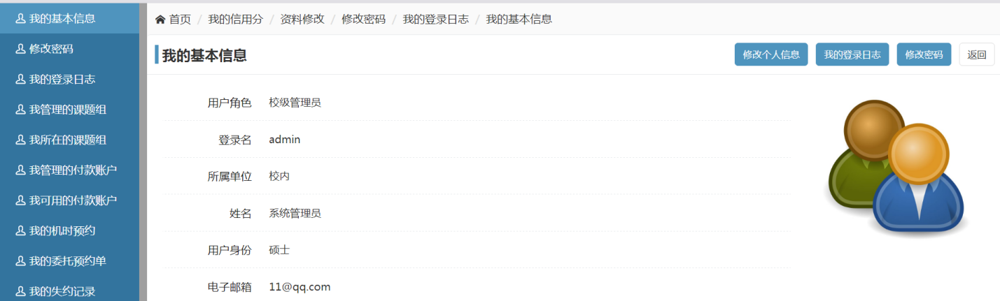 我的基本信息
修改密码
我的登录日志
我管理的课题组
我所在的课题组
我管理的付款账户
我可用的付款账户
我的机时预约
我的委托预约单
我的失约记录
首页 / 我的信用分 / 资料修改 / 修改密码 / 我的登录日志 / 我的基本信息
我的基本信息
修改个人信息 我的登录日志 修改密码 返回
用户角色 校级管理员
登录名 admin
所属单位 校内
姓名 系统管理员
用户身份 硕士
电子邮箱 11@qq.com